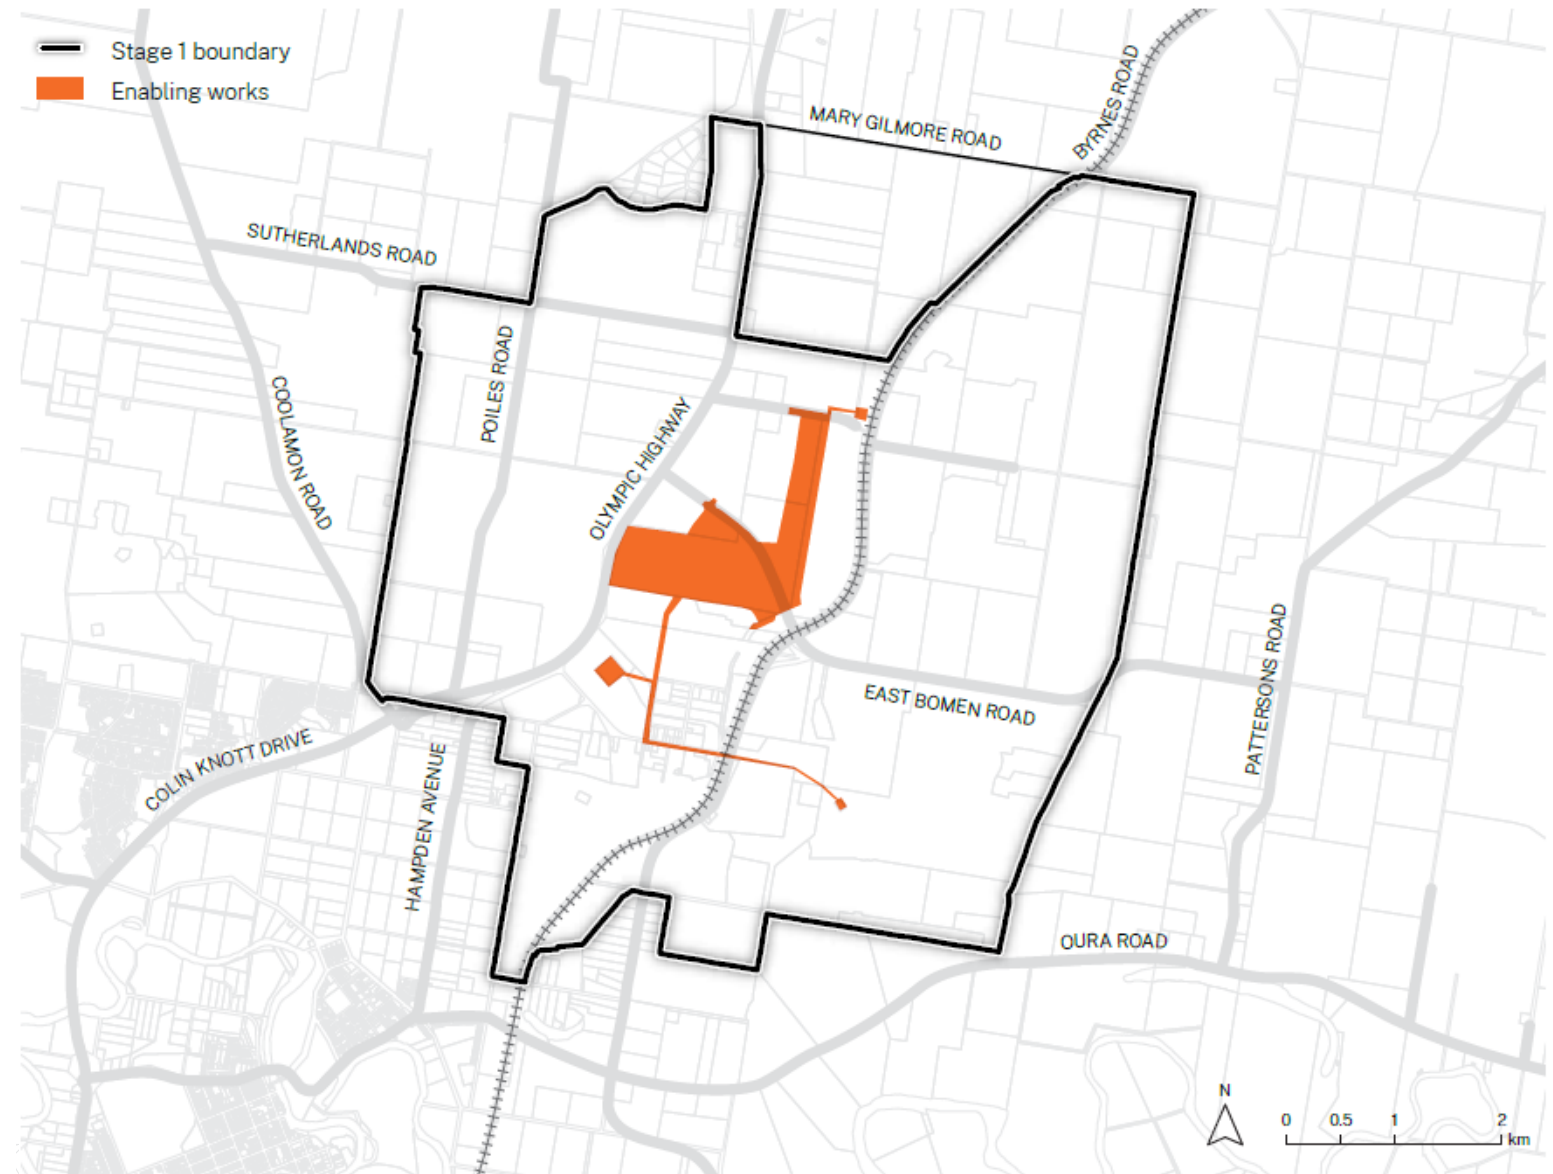 Stage 1 boundary
Enabling works
MARY GILMORE ROAD
BYRNES ROAD
SUTHERLANDS ROAD
POILES ROAD
COOLAMON ROAD
OLYMPIC HIGHWAY
EAST BOMEN ROAD
PATTERSONS ROAD
COLIN KNOTT DRIVE
HAMPDEN AVENUE
OURA ROAD
N
0 0.5 1 2
km